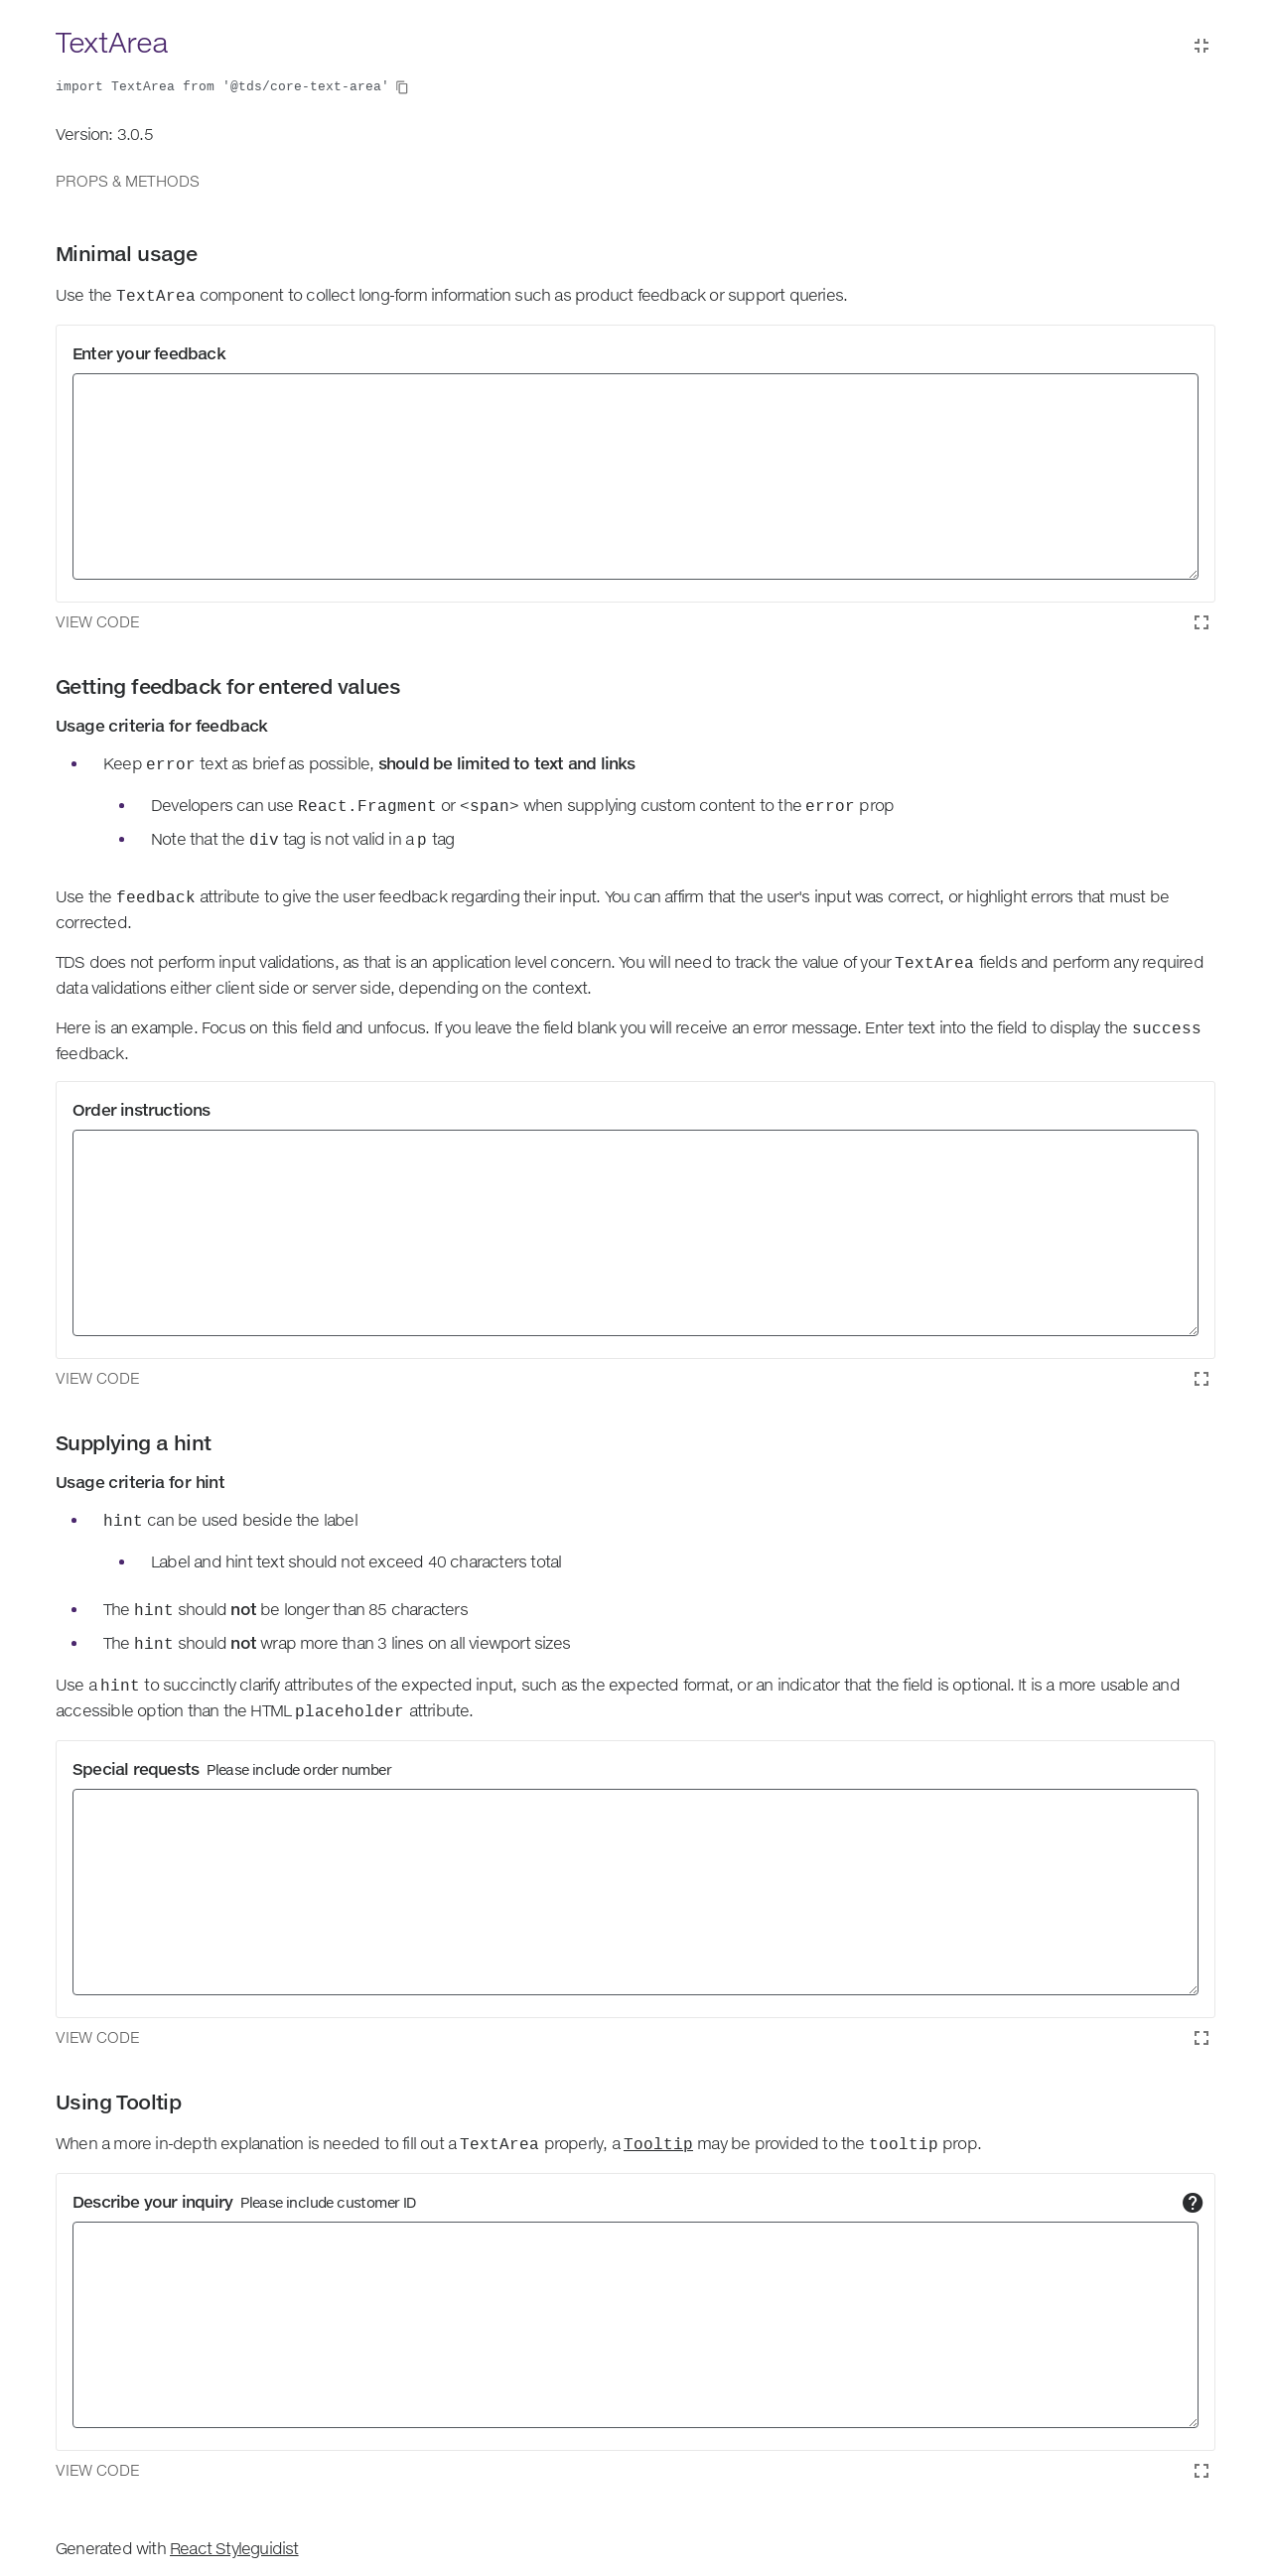 TextArea
import TextArea from '@tds/core-text-area'
Version: 3.0.5
PROPS & METHODS
Minimal usage
Use the TextArea component to collect long-form information such as product feedback or support queries.
Enter your feedback
VIEW CODE
Getting feedback for entered values
Usage criteria for feedback
Keep error text as brief as possible, should be limited to text and links
Developers can use React.Fragment or <span> when supplying custom content to the error prop
Note that the div tag is not valid in a p tag
Use the feedback attribute to give the user feedback regarding their input. You can affirm that the user's input was correct, or highlight errors that must be
corrected.
TDS does not perform input validations, as that is an application level concern. You will need to track the value of your TextArea fields and perform any required
data validations either client side or server side, depending on the context.
Here is an example. Focus on this field and unfocus. If you leave the field blank you will receive an error message. Enter text into the field to display the success
feedback.
Order instructions
VIEW CODE
Supplying a hint
Usage criteria for hint
hint can be used beside the label
Label and hint text should not exceed 40 characters total
The hint should not be longer than 85 characters
The hint should not wrap more than 3 lines on all viewport sizes
Use a hint to succinctly clarify attributes of the expected input, such as the expected format, or an indicator that the field is optional. It is a more usable and
accessible option than the HTML placeholder attribute.
Special requests Please include order number
VIEW CODE
Using Tooltip
When a more in-depth explanation is needed to fill out a TextArea properly, a Tooltip may be provided to the tooltip prop.
Describe your inquiry Please include customer ID
VIEW CODE
Generated with React Styleguidist